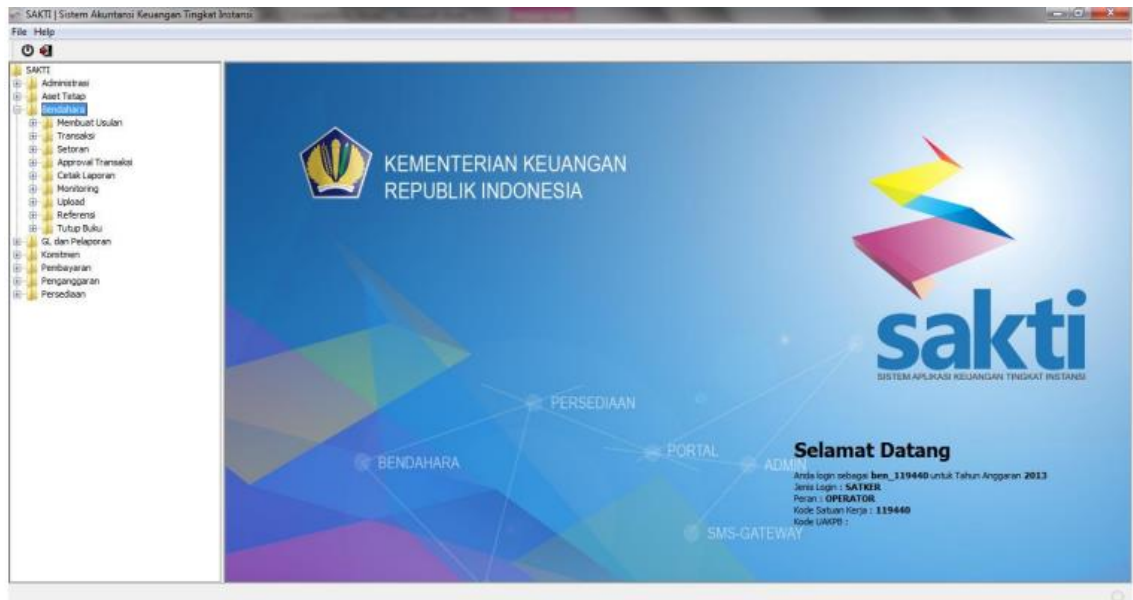 SAKTI | Sistem Akuntansi Keuangan Tingkat Instansi
File Help
SAKTI
Administrasi
Aset Tetap
Bendahara
Membuat Usulan
Transaksi
Setoran
Approval Transaksi
Cetak Laporan
Monitoring
Upload
Referensi
Tutup Buku
GL dan Pelaporan
Komitmen
Pembayaran
Penganggaran
Persediaan
KEMENTERIAN KEUANGAN
REPUBLIK INDONESIA
sakti
SISTEM APLIKASI KEUANGAN TINGKAT INSTANSI
PERSEDIAAN
BENDAHARA
PORTAL
ADMIN
SMS-GATEWAY
Selamat Datang
Anda login sebagai ben_119440 untuk Tahun Anggaran 2013
Jenis Login : SATKER
Peran : OPERATOR
Kode Satuan Kerja : 119440
Kode UAKPB :